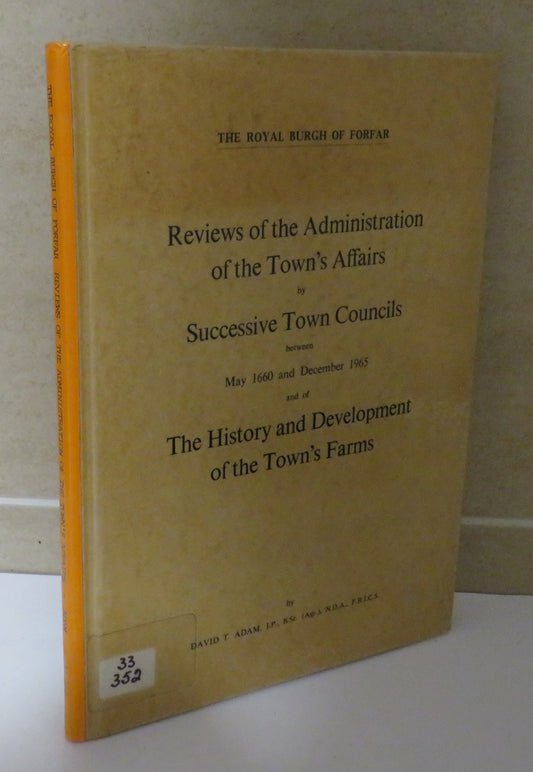 THE ROYAL BURGH OF FORFAR
Reviews of the Administration
of the Town's Affairs
by
Successive Town Councils
between
May 1660 and December 1965
and of
The History and Development
of the Town's Farms
by
DAVID T. ADAM, J.P., B.Sc. (Agr.), N.D.A., F.R.I.C.S.
33
352
THE ROYAL BURGH OF FORFAR REVIEWS OF THE ADMINISTRATION OF THE TOWN'S